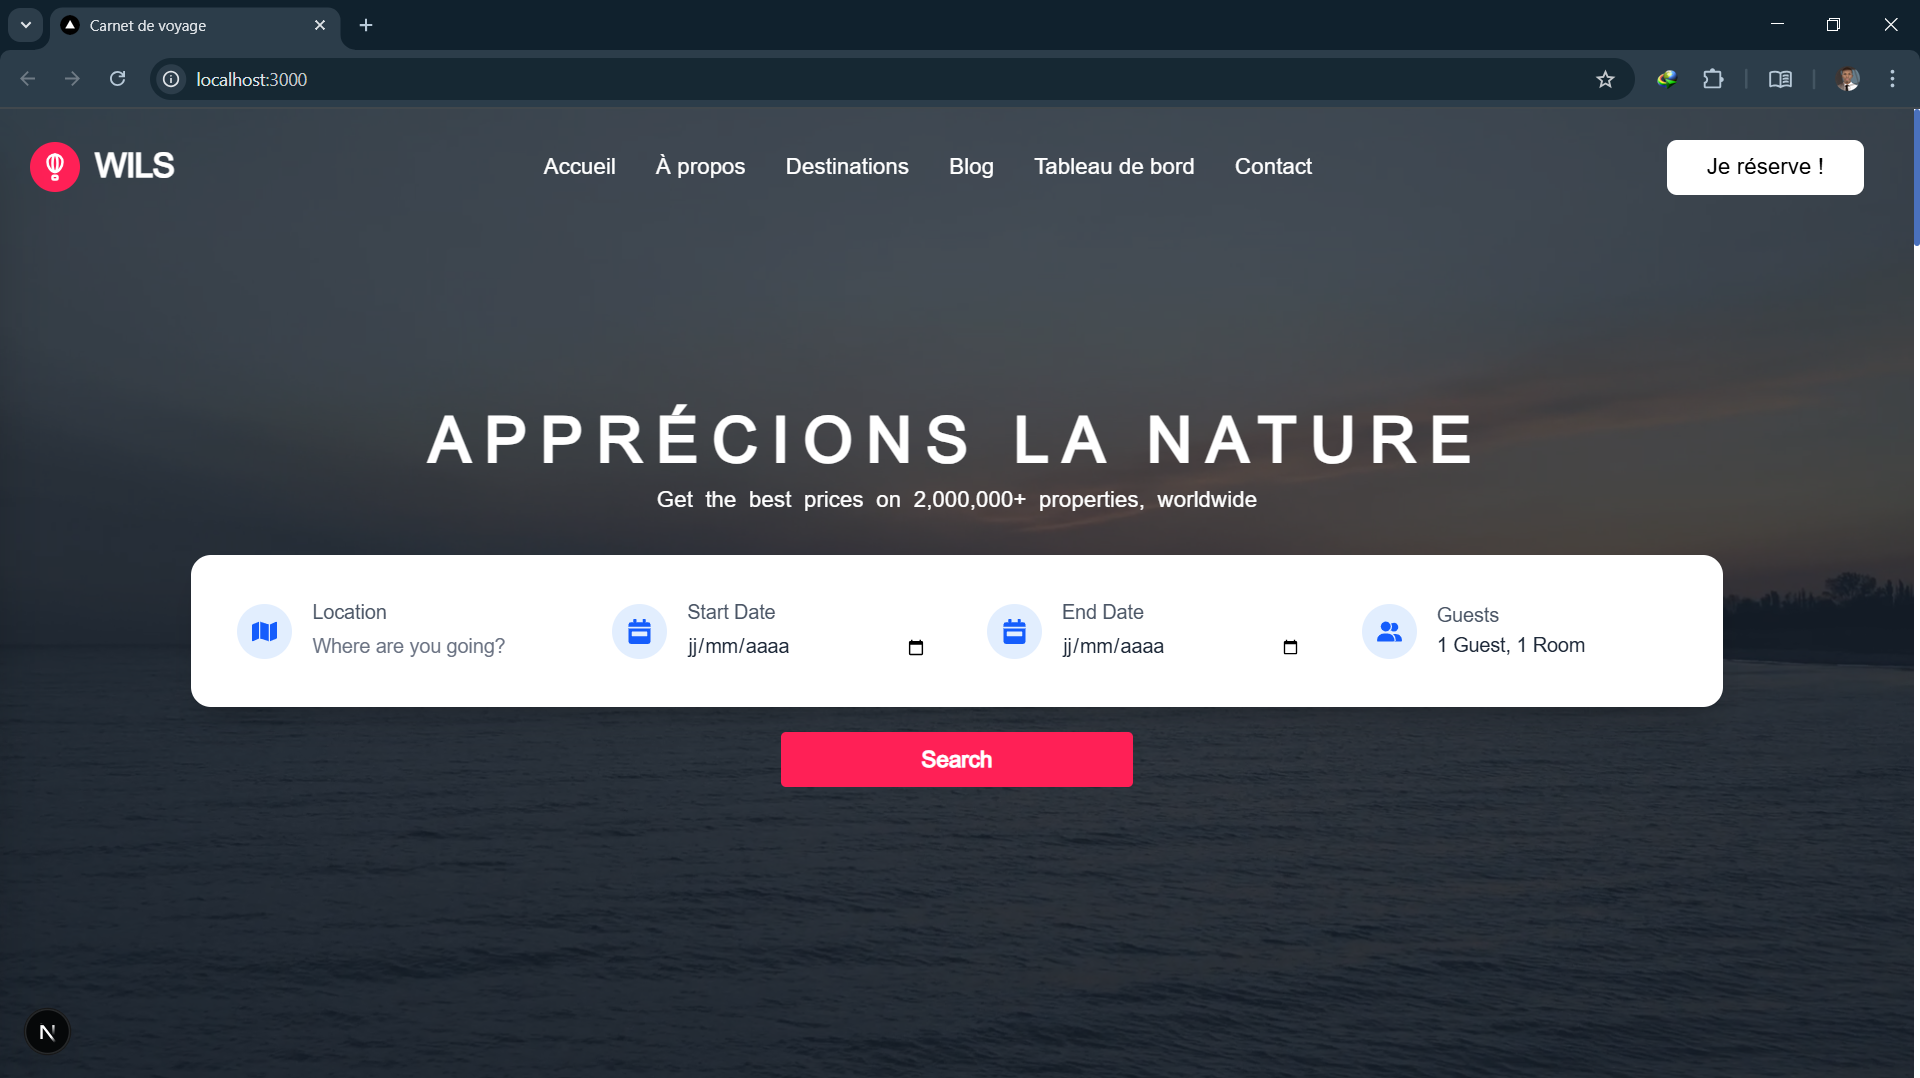 Carnet de voyage
localhost:3000
WILS
Accueil À propos Destinations Blog Tableau de bord Contact
Je réserve !
APPRÉCIONS LA NATURE
Get the best prices on 2,000,000+ properties, worldwide
Location
Where are you going?
Start Date
jj/mm/aaaa
End Date
jj/mm/aaaa
Guests
1 Guest, 1 Room
Search
N